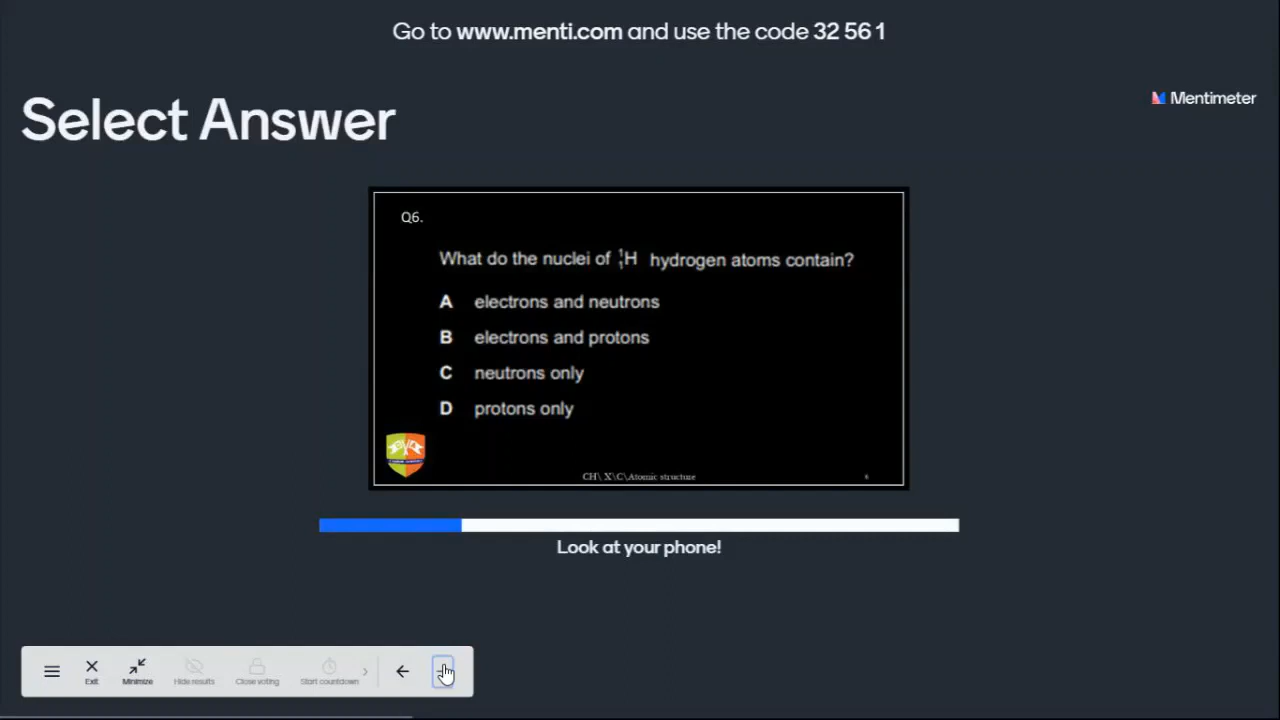 Go to www.menti.com and use the code 32 56 1
Mentimeter
Select Answer
Q6.
What do the nuclei of ¹₁H hydrogen atoms contain?
A electrons and neutrons
B electrons and protons
C neutrons only
D protons only
CH\ X\C\Atomic structure
Look at your phone!
Exit
Minimize
Hide results
Close voting
Start countdown